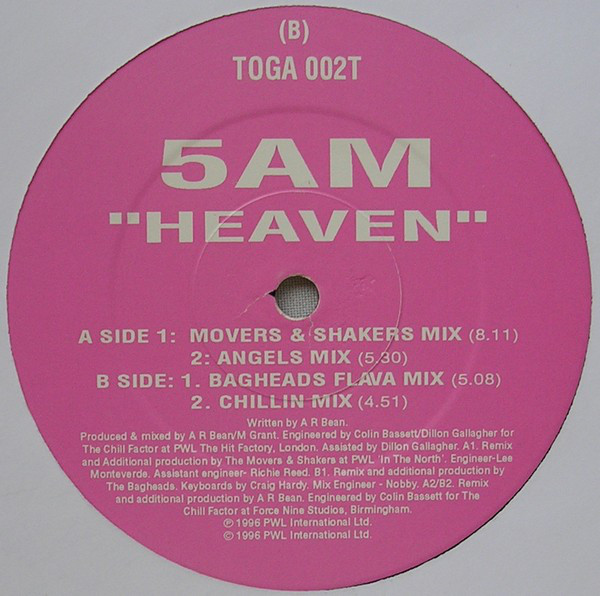 (B)
TOGA 002T
5AM
"HEAVEN"
A SIDE 1: MOVERS & SHAKERS MIX (8.11)
2: ANGELS MIX (5.30)
B SIDE: 1. BAGHEADS FLAVA MIX (5.08)
2. CHILLIN MIX (4.51)
Written by A R Bean.
Produced & mixed by A R Bean/M Grant. Engineered by Colin Bassett/Dillon Gallagher for
The Chill Factor at PWL The Hit Factory, London. Assisted by Dillon Gallagher. A1. Remix
and Additional production by The Movers & Shakers at PWL 'In The North'. Engineer-Lee
Monteverde. Assistant engineer- Richie Reed. B1. Remix and additional production by
The Bagheads. Keyboards by Craig Hardy. Mix Engineer - Nobby. A2/B2. Remix
and additional production by A R Bean. Engineered by Colin Bassett for The
Chill Factor at Force Nine Studios, Birmingham.
℗ 1996 PWL International Ltd.
© 1996 PWL International Ltd.